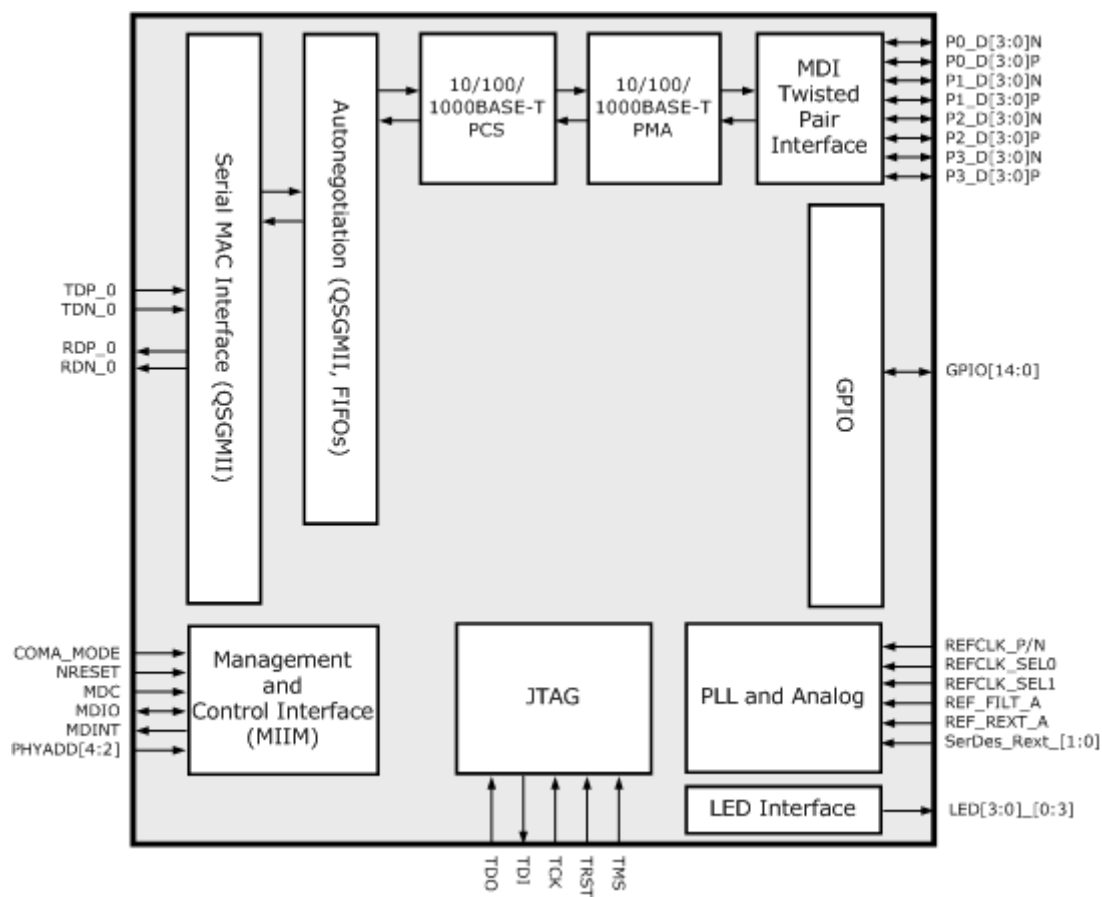 P0_D[3:0]N
P0_D[3:0]P
P1_D[3:0]N
P1_D[3:0]P
P2_D[3:0]N
P2_D[3:0]P
P3_D[3:0]N
P3_D[3:0]P
10/100/
1000BASE-T
PCS
10/100/
1000BASE-T
PMA
MDI
Twisted
Pair
Interface
Serial MAC Interface (QSGMII)
Autonegotiation (QSGMII, FIFOs)
TDP_0
TDN_0
RDP_0
RDN_0
GPIO
GPIO[14:0]
COMA_MODE
NRESET
MDC
MDIO
MDINT
PHYADD[4:2]
Management
and
Control Interface
(MIIM)
JTAG
PLL and Analog
REFCLK_P/N
REFCLK_SEL0
REFCLK_SEL1
REF_FILT_A
REF_REXT_A
SerDes_Rext_[1:0]
LED Interface
LED[3:0]_[0:3]
TDO
TDI
TCK
TRST
TMS